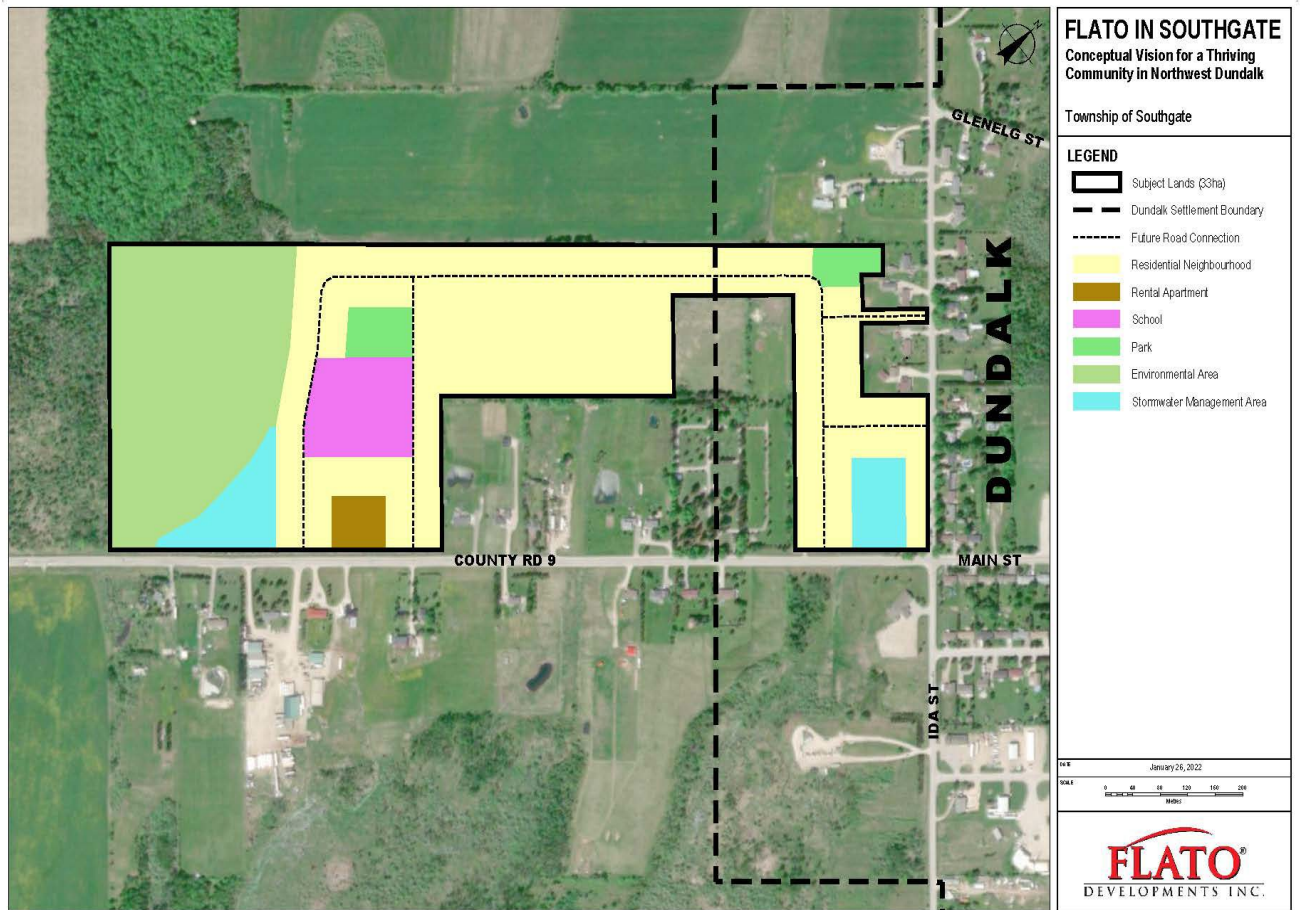 FLATO IN SOUTHGATE
Conceptual Vision for a Thriving
Community in Northwest Dundalk
Township of Southgate
LEGEND
Subject Lands (33ha)
Dundalk Settlement Boundary
Future Road Connection
Residential Neighbourhood
Rental Apartment
School
Park
Environmental Area
Stormwater Management Area
N
GLENELG ST
DUNDALK
COUNTY RD 9
MAIN ST
IDA ST
DATE
January 26, 2022
SCALE
0 40 80 120 160 200
Metres
FLATO®
DEVELOPMENTS INC.